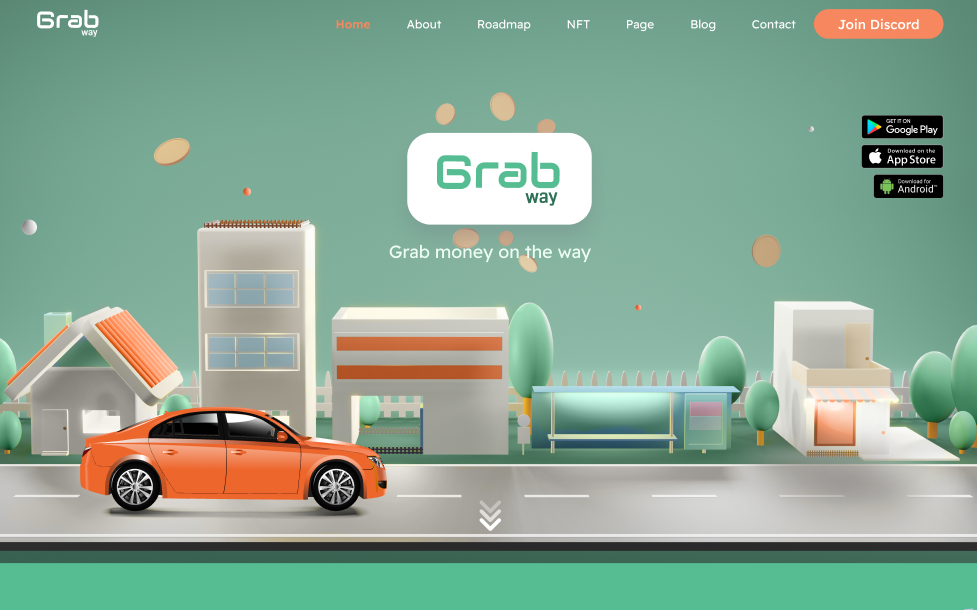 Grab
way
Home About Roadmap NFT Page Blog Contact Join Discord
GET IT ON
Google Play
Download on the
App Store
Download for
Android™
Grab
way
Grab money on the way